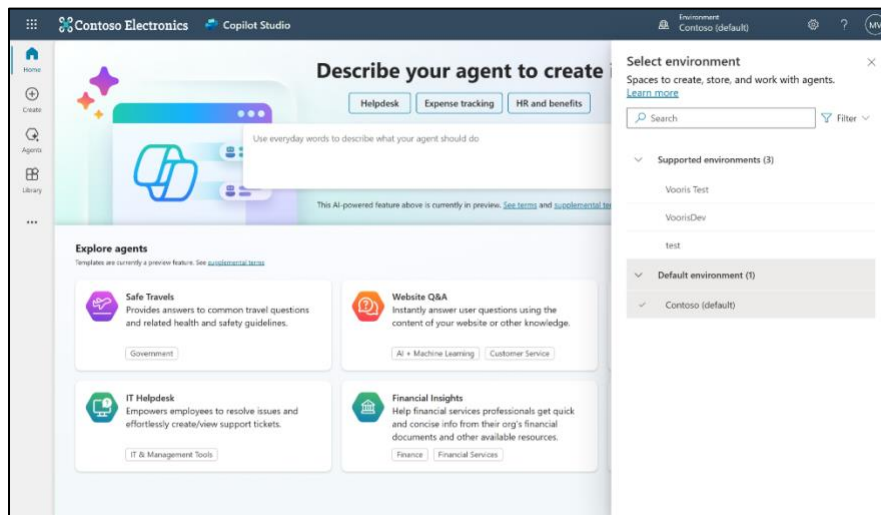 Contoso Electronics
Copilot Studio
Environment
Contoso (default)
?
MV
Home
Create
Agents
Library
Describe your agent to create i
Helpdesk
Expense tracking
HR and benefits
Use everyday words to describe what your agent should do
This AI-powered feature above is currently in preview. See terms and supplemental te
Explore agents
Templates are currently a preview feature. See supplemental terms
Safe Travels
Provides answers to common travel questions
and related health and safety guidelines.
Government
Website Q&A
Instantly answer user questions using the
content of your website or other knowledge.
AI + Machine Learning
Customer Service
IT Helpdesk
Empowers employees to resolve issues and
effortlessly create/view support tickets.
IT & Management Tools
Financial Insights
Help financial services professionals get quick
and concise info from their org's financial
documents and other available resources.
Finance
Financial Services
Select environment
Spaces to create, store, and work with agents.
Learn more
Search
Filter
Supported environments (3)
Vooris Test
VoorisDev
test
Default environment (1)
Contoso (default)